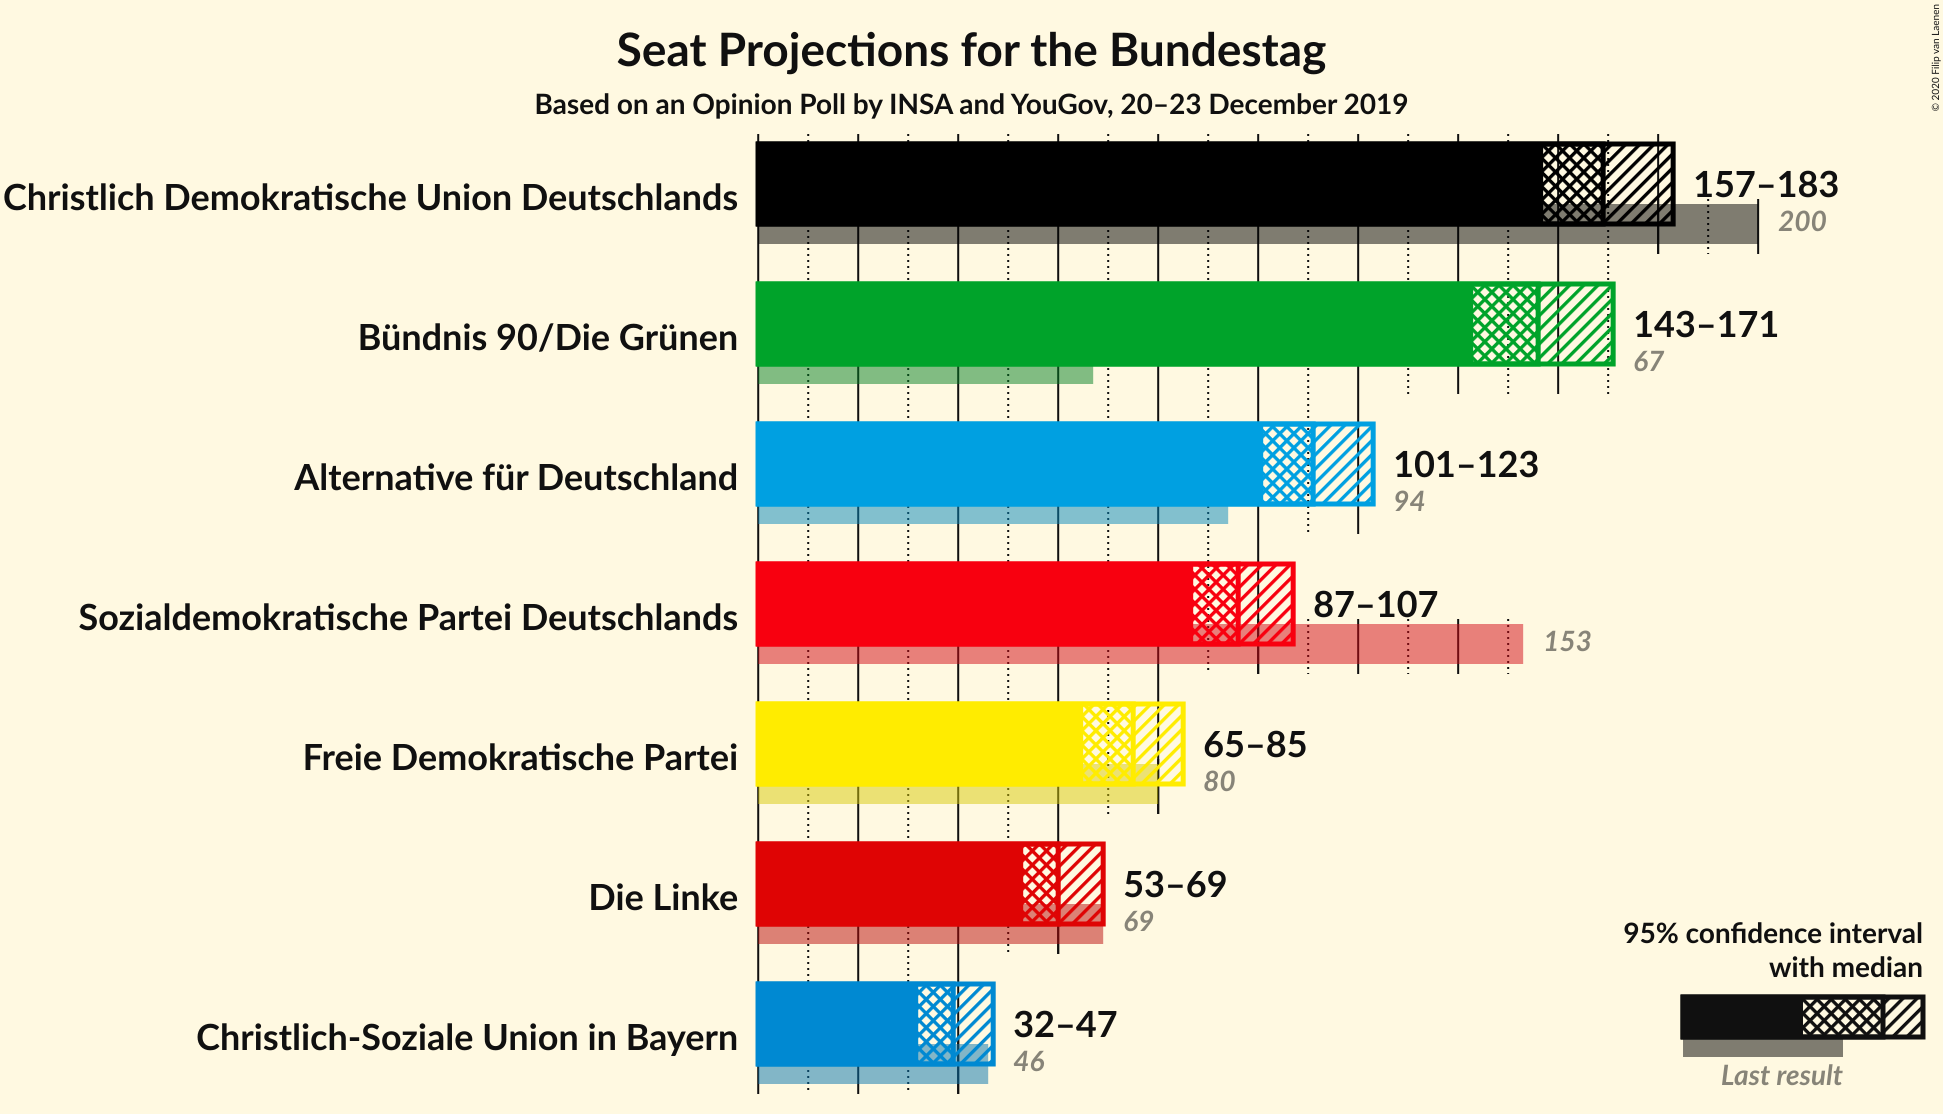 Seat Projections for the Bundestag
Based on an Opinion Poll by INSA and YouGov, 20–23 December 2019
© 2020 Filip van Laenen
Christlich Demokratische Union Deutschlands
157–183
200
Bündnis 90/Die Grünen
143–171
67
Alternative für Deutschland
101–123
94
Sozialdemokratische Partei Deutschlands
87–107
153
Freie Demokratische Partei
65–85
80
Die Linke
53–69
69
Christlich-Soziale Union in Bayern
32–47
46
95% confidence interval
with median
Last result